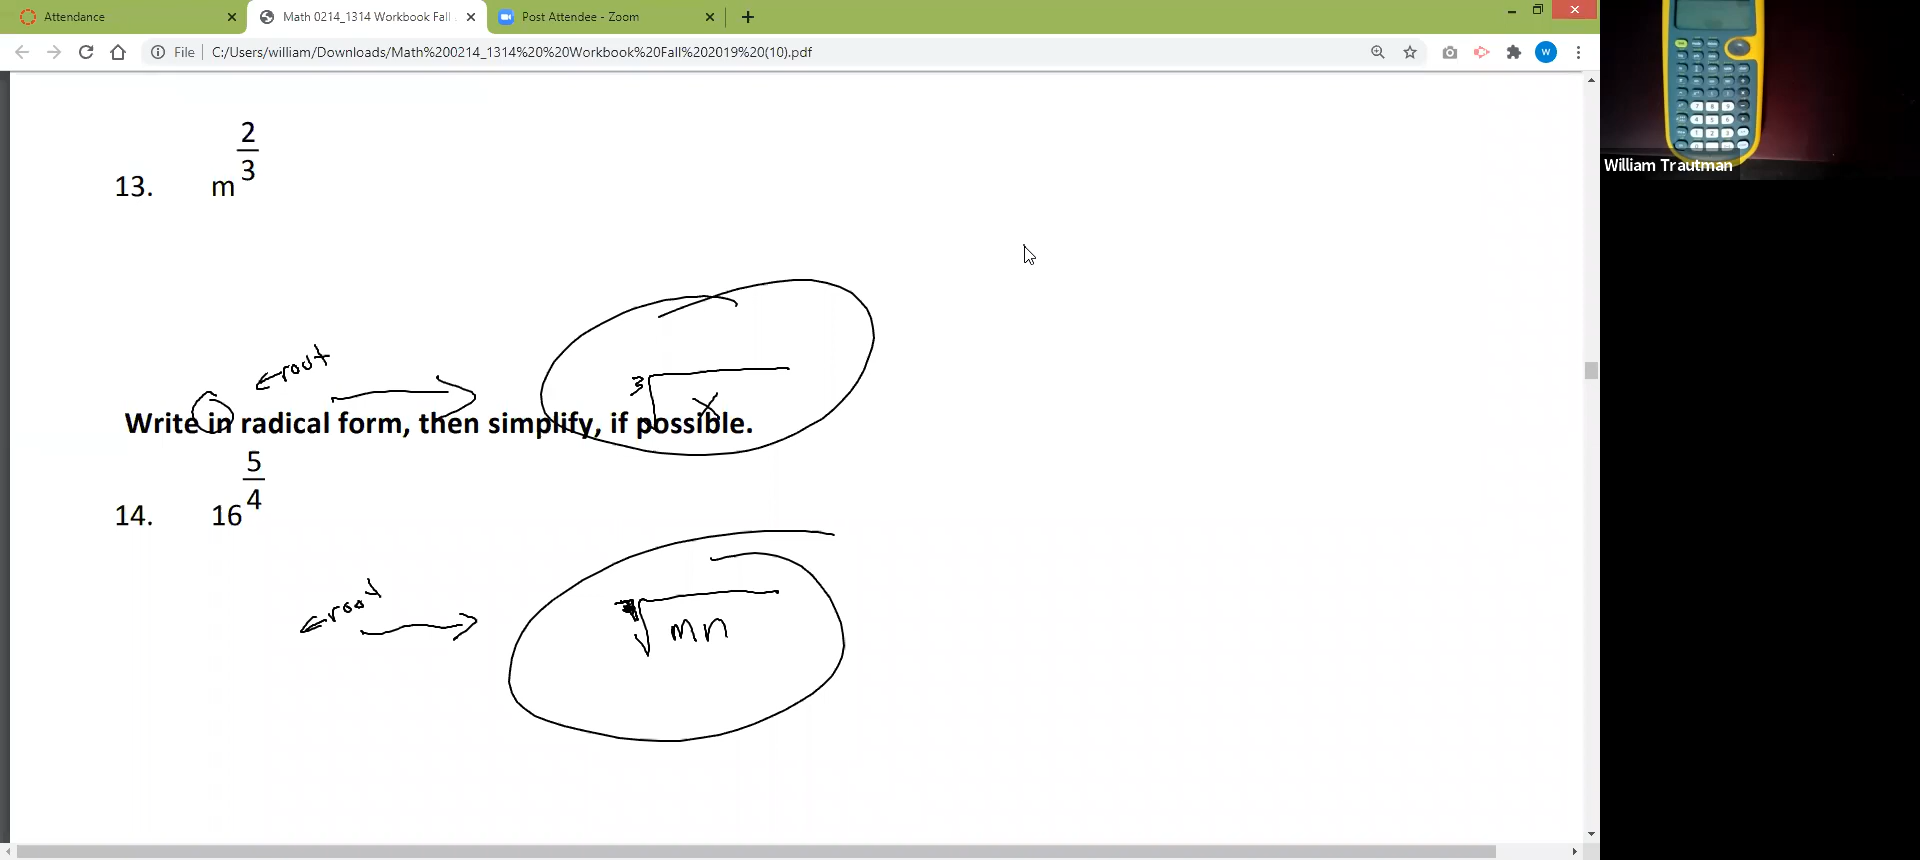 Attendance
Math 0214_1314 Workbook Fall
Post Attendee - Zoom
File C:/Users/william/Downloads/Math%200214_1314%20%20Workbook%20Fall%202019%20(10).pdf
W
William Trautman
13. m^(2/3)
←root →
∛x
Write in radical form, then simplify, if possible.
14. 16^(5/4)
←root →
√mn